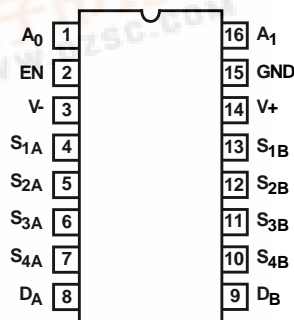 A0 1 16 A1
EN 2 15 GND
V- 3 14 V+
S1A 4 13 S1B
S2A 5 12 S2B
S3A 6 11 S3B
S4A 7 10 S4B
DA 8 9 DB